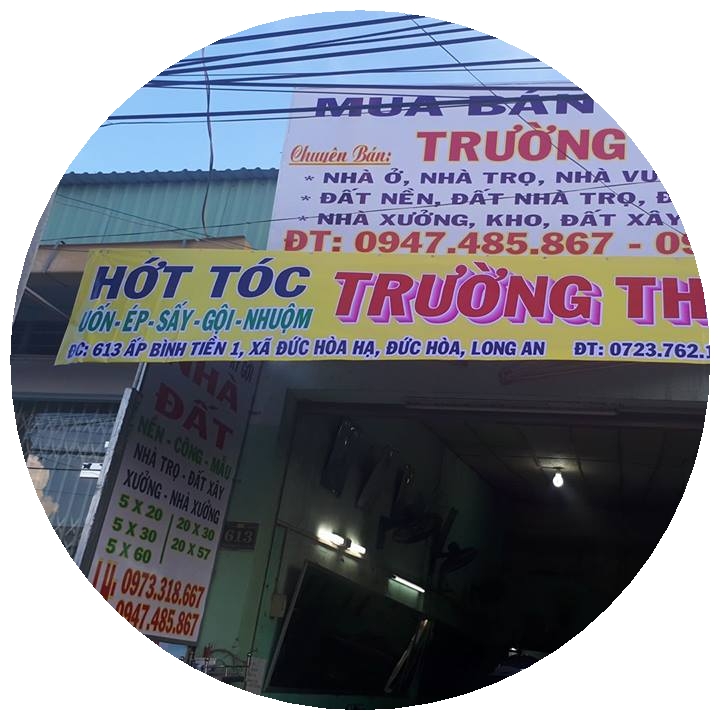 MUA BÁN
Chuyên Bán: TRƯỜNG
* NHÀ Ở, NHÀ TRỌ, NHÀ VƯ
* ĐẤT NỀN, ĐẤT NHÀ TRỌ, Đ
* NHÀ XƯỞNG, KHO, ĐẤT XÂY
ĐT: 0947.485.867 - 09
HỚT TÓC TRƯỜNG TH
UỐN-ÉP-SẤY-GỘI-NHUỘM
ĐC: 613 ẤP BÌNH TIỀN 1, XÃ ĐỨC HÒA HẠ, ĐỨC HÒA, LONG AN ĐT: 0723.762.1
NHÀ
ĐẤT
NỀN - CÔNG - MẪU
NHÀ TRỌ - ĐẤT XÂY
XƯỞNG - NHÀ XƯỞNG
5 X 20 20 X 30
5 X 30 20 X 57
5 X 60
LH: 0973.318.667
0947.485.867
613